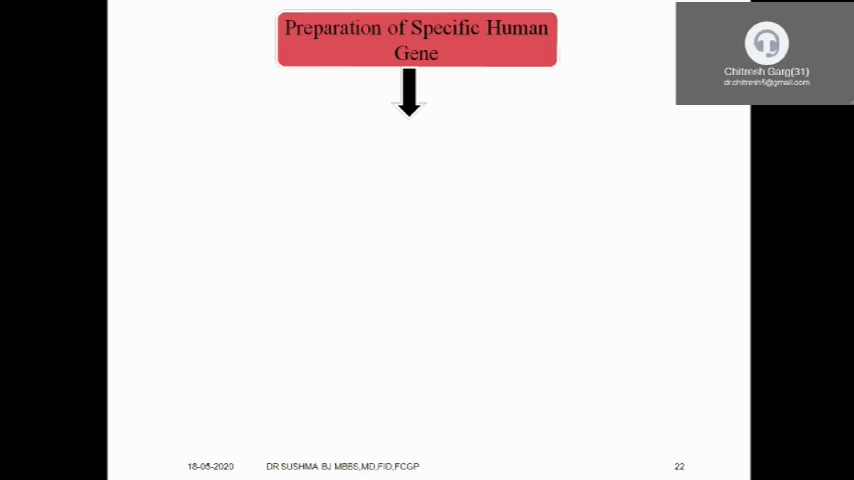 Preparation of Specific Human
Gene
Chitresh Garg(31)
dr.chitresh5@gmail.com
18-05-2020 DR SUSHMA BJ MBBS,MD,FID,FCGP 22